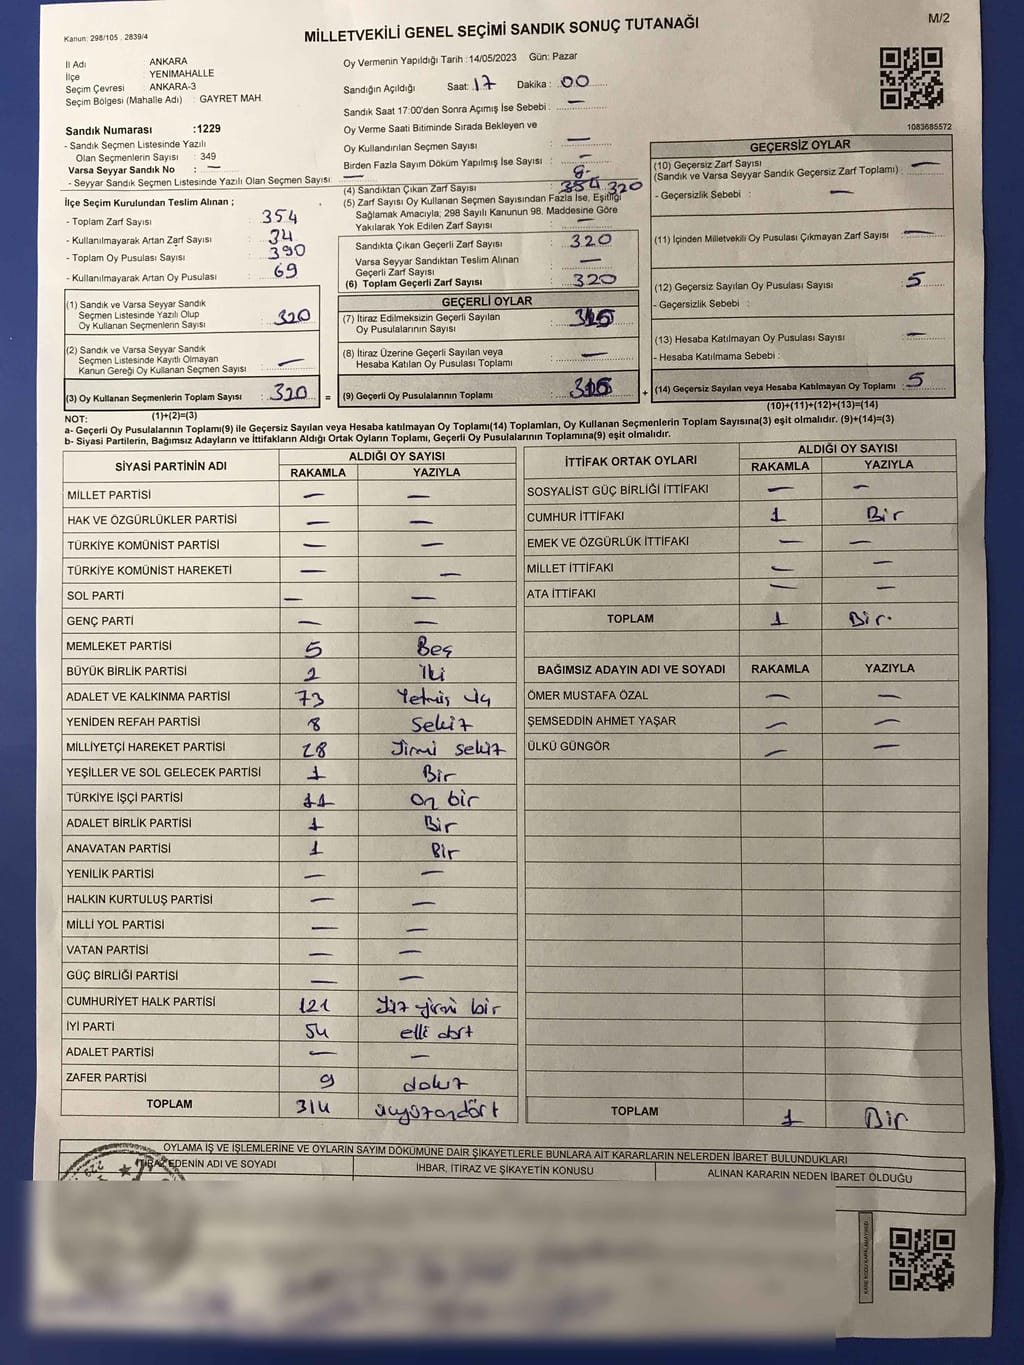 Kanun: 298/105 . 2839/4
MİLLETVEKİLİ GENEL SEÇİMİ SANDIK SONUÇ TUTANAĞI
M/2
İl Adı : ANKARA
İlçe : YENİMAHALLE
Seçim Çevresi : ANKARA-3
Seçim Bölgesi (Mahalle Adı) : GAYRET MAH.
Sandık Numarası :1229
- Sandık Seçmen Listesinde Yazılı
Olan Seçmenlerin Sayısı : 349
Varsa Seyyar Sandık No : —
- Seyyar Sandık Seçmen Listesinde Yazılı Olan Seçmen Sayısı: —
Oy Vermenin Yapıldığı Tarih :14/05/2023 Gün: Pazar
Sandığın Açıldığı Saat: 17 Dakika : 00
Sandık Saat 17:00'den Sonra Açımış İse Sebebi : —
Oy Verme Saati Bitiminde Sırada Bekleyen ve
Oy Kullandırılan Seçmen Sayısı : —
Birden Fazla Sayım Döküm Yapılmış İse Sayısı : —
(4) Sandıktan Çıkan Zarf Sayısı : 354 320
(5) Zarf Sayısı Oy Kullanan Seçmen Sayısından Fazla İse, Eşitliği
Sağlamak Amacıyla, 298 Sayılı Kanunun 98. Maddesine Göre
Yakılarak Yok Edilen Zarf Sayısı : —
1083685572
İlçe Seçim Kurulundan Teslim Alınan ;
- Toplam Zarf Sayısı : 354
- Kullanılmayarak Artan Zarf Sayısı : 34
- Toplam Oy Pusulası Sayısı : 390
- Kullanılmayarak Artan Oy Pusulası : 69
Sandıkta Çıkan Geçerli Zarf Sayısı : 320
Varsa Seyyar Sandıktan Teslim Alınan
Geçerli Zarf Sayısı : —
(6) Toplam Geçerli Zarf Sayısı : 320
(1) Sandık ve Varsa Seyyar Sandık
Seçmen Listesinde Yazılı Olup
Oy Kullanan Seçmenlerin Sayısı : 320
(2) Sandık ve Varsa Seyyar Sandık
Seçmen Listesinde Kayıtlı Olmayan
Kanun Gereği Oy Kullanan Seçmen Sayısı : —
(3) Oy Kullanan Seçmenlerin Toplam Sayısı : 320 =
(1)+(2)=(3)
GEÇERLİ OYLAR
(7) İtiraz Edilmeksizin Geçerli Sayılan
Oy Pusulalarının Sayısı : 315
(8) İtiraz Üzerine Geçerli Sayılan veya
Hesaba Katılan Oy Pusulası Toplamı : —
(9) Geçerli Oy Pusulalarının Toplamı : 315 +
GEÇERSİZ OYLAR
(10) Geçersiz Zarf Sayısı
(Sandık ve Varsa Seyyar Sandık Geçersiz Zarf Toplamı) : —
- Geçersizlik Sebebi : —
(11) İçinden Milletvekili Oy Pusulası Çıkmayan Zarf Sayısı : —
(12) Geçersiz Sayılan Oy Pusulası Sayısı : 5
- Geçersizlik Sebebi :
(13) Hesaba Katılmayan Oy Pusulası Sayısı : —
- Hesaba Katılmama Sebebi :
(14) Geçersiz Sayılan veya Hesaba Katılmayan Oy Toplamı : 5
(10)+(11)+(12)+(13)=(14)
NOT:
a- Geçerli Oy Pusulalarının Toplamı(9) ile Geçersiz Sayılan veya Hesaba katılmayan Oy Toplamı(14) Toplamları, Oy Kullanan Seçmenlerin Toplam Sayısına(3) eşit olmalıdır. (9)+(14)=(3)
b- Siyasi Partilerin, Bağımsız Adayların ve İttifakların Aldığı Ortak Oyların Toplamı, Geçerli Oy Pusulalarının Toplamına(9) eşit olmalıdır.
SİYASİ PARTİNİN ADI ALDIĞI OY SAYISI
RAKAMLA YAZIYLA
MİLLET PARTİSİ — —
HAK VE ÖZGÜRLÜKLER PARTİSİ — —
TÜRKİYE KOMÜNİST PARTİSİ — —
TÜRKİYE KOMÜNİST HAREKETİ — —
SOL PARTİ — —
GENÇ PARTİ — —
MEMLEKET PARTİSİ 5 Beş
BÜYÜK BİRLİK PARTİSİ 2 İki
ADALET VE KALKINMA PARTİSİ 73 Yetmiş üç
YENİDEN REFAH PARTİSİ 8 Sekiz
MİLLİYETÇİ HAREKET PARTİSİ 28 Yirmi sekiz
YEŞİLLER VE SOL GELECEK PARTİSİ 1 Bir
TÜRKİYE İŞÇİ PARTİSİ 11 on bir
ADALET BİRLİK PARTİSİ 1 Bir
ANAVATAN PARTİSİ 1 Bir
YENİLİK PARTİSİ — —
HALKIN KURTULUŞ PARTİSİ — —
MİLLİ YOL PARTİSİ — —
VATAN PARTİSİ — —
GÜÇ BİRLİĞİ PARTİSİ — —
CUMHURİYET HALK PARTİSİ 121 Yüz yirmi bir
İYİ PARTİ 54 elli dört
ADALET PARTİSİ — —
ZAFER PARTİSİ 9 dokuz
TOPLAM 314 üçyüzondört
İTTİFAK ORTAK OYLARI ALDIĞI OY SAYISI
RAKAMLA YAZIYLA
SOSYALİST GÜÇ BİRLİĞİ İTTİFAKI — —
CUMHUR İTTİFAKI 1 Bir
EMEK VE ÖZGÜRLÜK İTTİFAKI — —
MİLLET İTTİFAKI — —
ATA İTTİFAKI — —
TOPLAM 1 Bir.
BAĞIMSIZ ADAYIN ADI VE SOYADI RAKAMLA YAZIYLA
ÖMER MUSTAFA ÖZAL — —
ŞEMSEDDİN AHMET YAŞAR — —
ÜLKÜ GÜNGÖR — —
TOPLAM 1 Bir
OYLAMA İŞ VE İŞLEMLERİNE VE OYLARIN SAYIM DÖKÜMÜNE DAİR ŞİKAYETLERLE BUNLARA AİT KARARLARIN NELERDEN İBARET BULUNDUKLARI
İTİRAZ EDENİN ADI VE SOYADI İHBAR, İTİRAZ VE ŞİKAYETİN KONUSU ALINAN KARARIN NEDEN İBARET OLDUĞU